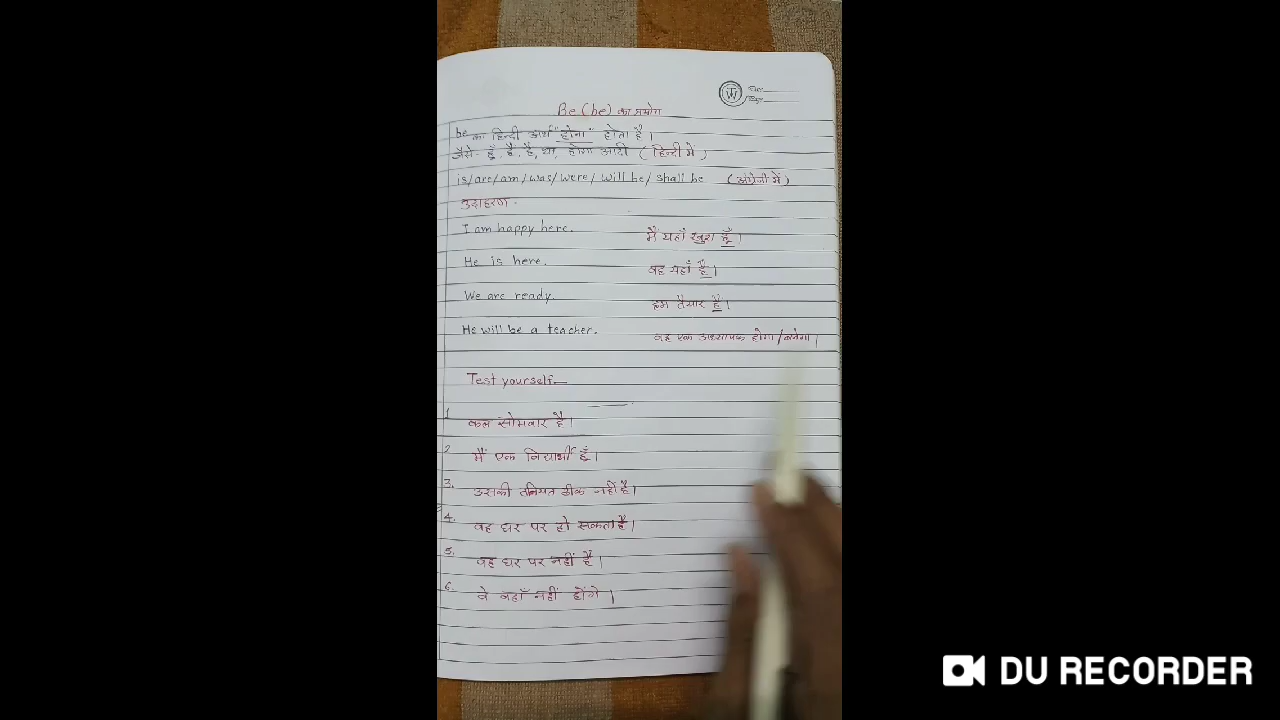 Be (be) का प्रयोग
be का हिन्दी अर्थ "होना" होता है।
जैसे- हूँ, है, हैं, था, होगा आदी (हिन्दी में)
is/are/am/was/were/will be/shall be (अंग्रेजी में)
उदाहरण-
I am happy here. मैं यहाँ खुश हूँ।
He is here. वह यहाँ है।
We are ready. हम तैयार है।
He will be a teacher. वह एक अध्यापक होगा/बनेगा।
Test yourself—
1. कल सोमवार है।
2. मैं एक विद्यार्थी हूँ।
3. उसकी तबियत ठीक नहीं है।
4. वह घर पर हो सकता है।
5. वह घर पर नहीं है।
6. वे वहाँ नहीं होंगे।
DU RECORDER